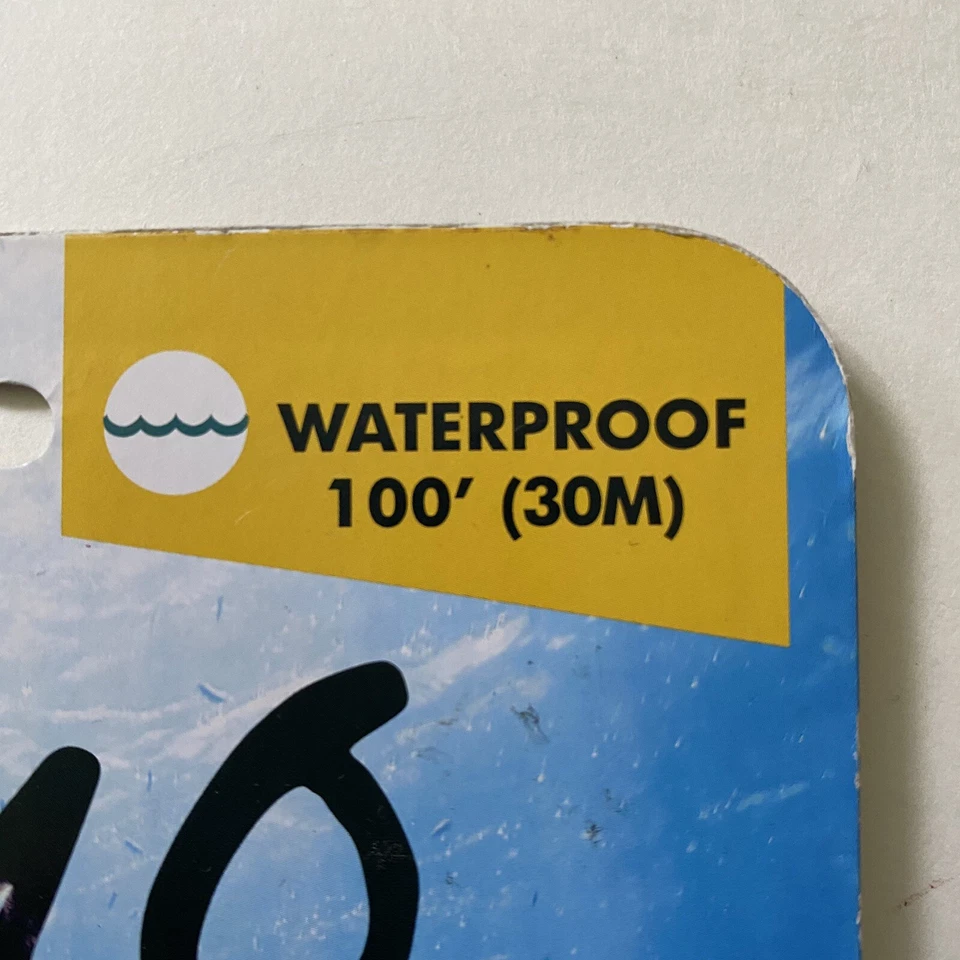 WATERPROOF
100’ (30M)